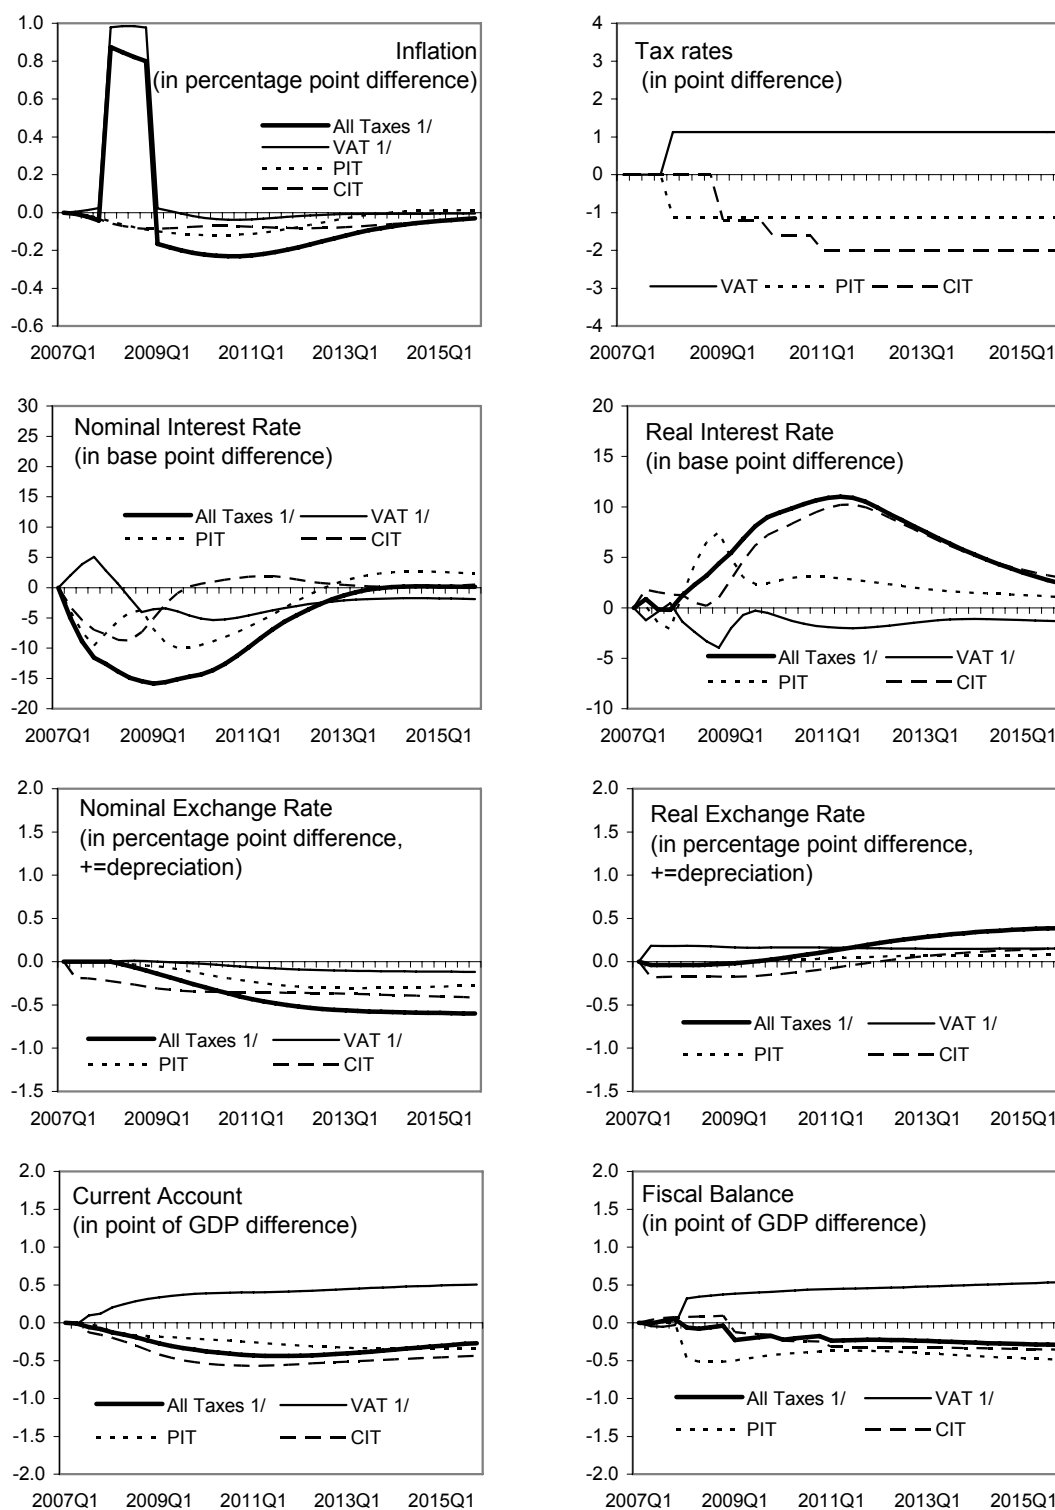 Inflation
(in percentage point difference)
1.0
0.8
0.6
0.4
0.2
0.0
-0.2
-0.4
-0.6
All Taxes 1/
VAT 1/
PIT
CIT
2007Q1 2009Q1 2011Q1 2013Q1 2015Q1
Tax rates
(in point difference)
4
3
2
1
0
-1
-2
-3
-4
VAT PIT CIT
2007Q1 2009Q1 2011Q1 2013Q1 2015Q1
Nominal Interest Rate
(in base point difference)
30
25
20
15
10
5
0
-5
-10
-15
-20
All Taxes 1/ VAT 1/
PIT CIT
2007Q1 2009Q1 2011Q1 2013Q1 2015Q1
Real Interest Rate
(in base point difference)
20
15
10
5
0
-5
-10
All Taxes 1/ VAT 1/
PIT CIT
2007Q1 2009Q1 2011Q1 2013Q1 2015Q1
Nominal Exchange Rate
(in percentage point difference,
+=depreciation)
2.0
1.5
1.0
0.5
0.0
-0.5
-1.0
-1.5
All Taxes 1/ VAT 1/
PIT CIT
2007Q1 2009Q1 2011Q1 2013Q1 2015Q1
Real Exchange Rate
(in percentage point difference,
+=depreciation)
2.0
1.5
1.0
0.5
0.0
-0.5
-1.0
-1.5
All Taxes 1/ VAT 1/
PIT CIT
2007Q1 2009Q1 2011Q1 2013Q1 2015Q1
Current Account
(in point of GDP difference)
2.0
1.5
1.0
0.5
0.0
-0.5
-1.0
-1.5
-2.0
All Taxes 1/ VAT 1/
PIT CIT
2007Q1 2009Q1 2011Q1 2013Q1 2015Q1
Fiscal Balance
(in point of GDP difference)
2.0
1.5
1.0
0.5
0.0
-0.5
-1.0
-1.5
-2.0
All Taxes 1/ VAT 1/
PIT CIT
2007Q1 2009Q1 2011Q1 2013Q1 2015Q1